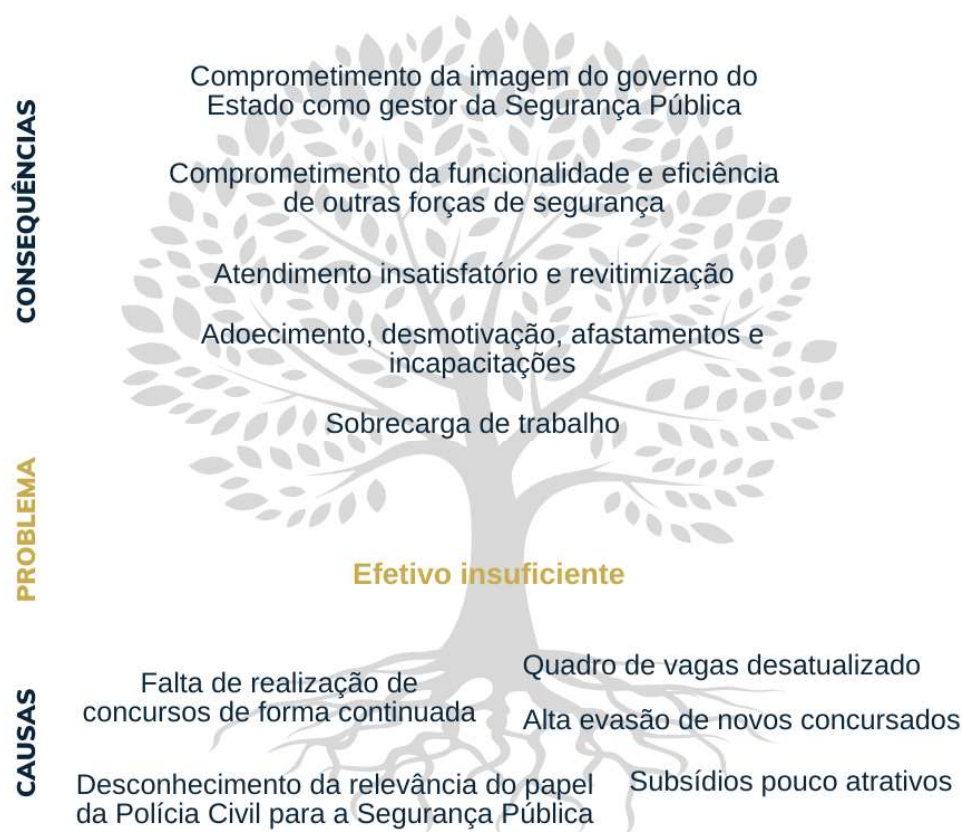 CONSEQUÊNCIAS
Comprometimento da imagem do governo do
Estado como gestor da Segurança Pública
Comprometimento da funcionalidade e eficiência
de outras forças de segurança
Atendimento insatisfatório e revitimização
Adoecimento, desmotivação, afastamentos e
incapacitações
Sobrecarga de trabalho
PROBLEMA
Efetivo insuficiente
CAUSAS
Falta de realização de
concursos de forma continuada
Quadro de vagas desatualizado
Alta evasão de novos concursados
Desconhecimento da relevância do papel
da Polícia Civil para a Segurança Pública
Subsídios pouco atrativos